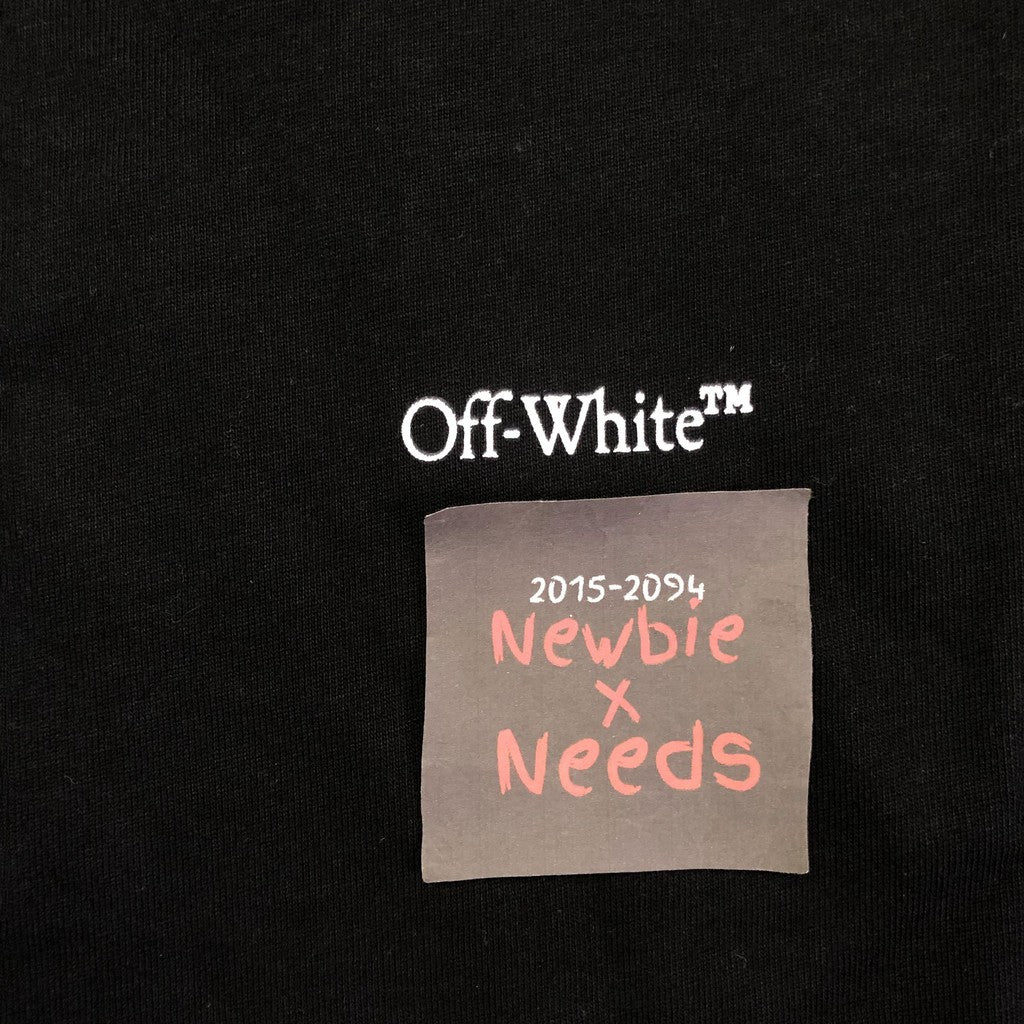 Off-White™
2015-2094
Newbie
x
Needs